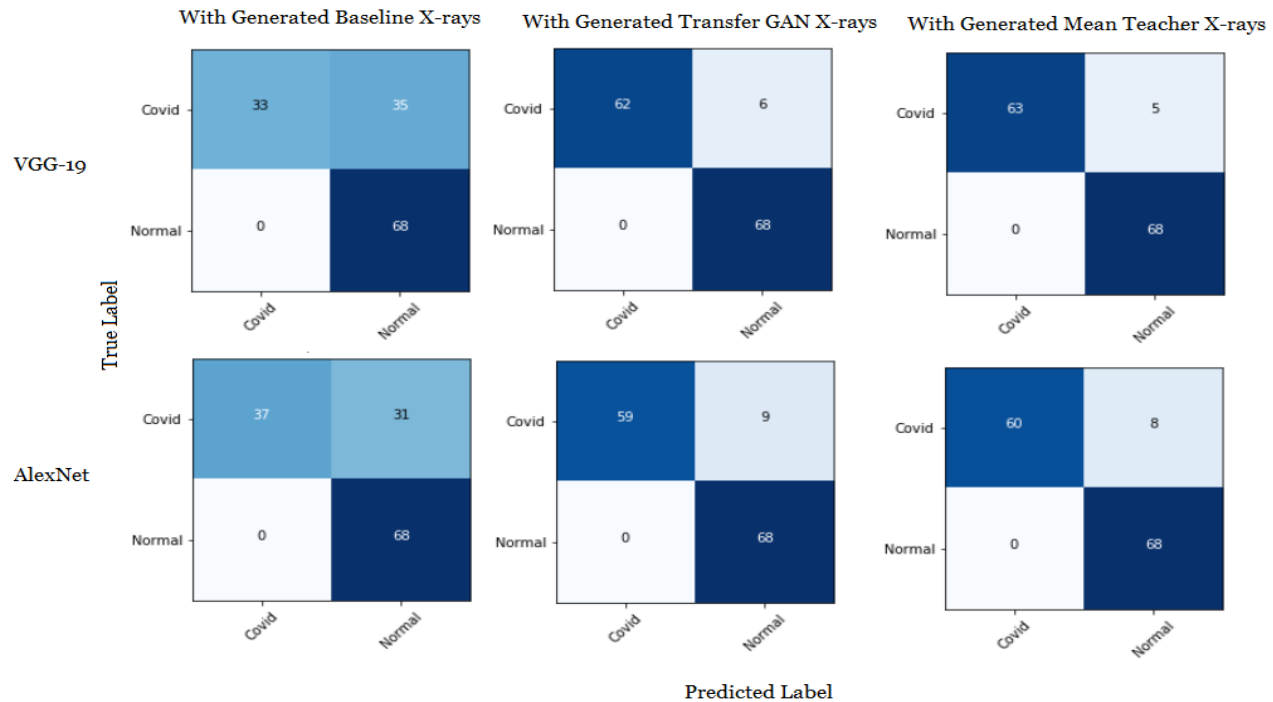 With Generated Baseline X-rays
With Generated Transfer GAN X-rays
With Generated Mean Teacher X-rays
VGG-19
AlexNet
True Label
Covid
33
35
Normal
0
68
Covid
Normal
Covid
62
6
Normal
0
68
Covid
Normal
Covid
63
5
Normal
0
68
Covid
Normal
Covid
37
31
Normal
0
68
Covid
Normal
Covid
59
9
Normal
0
68
Covid
Normal
Covid
60
8
Normal
0
68
Covid
Normal
Predicted Label